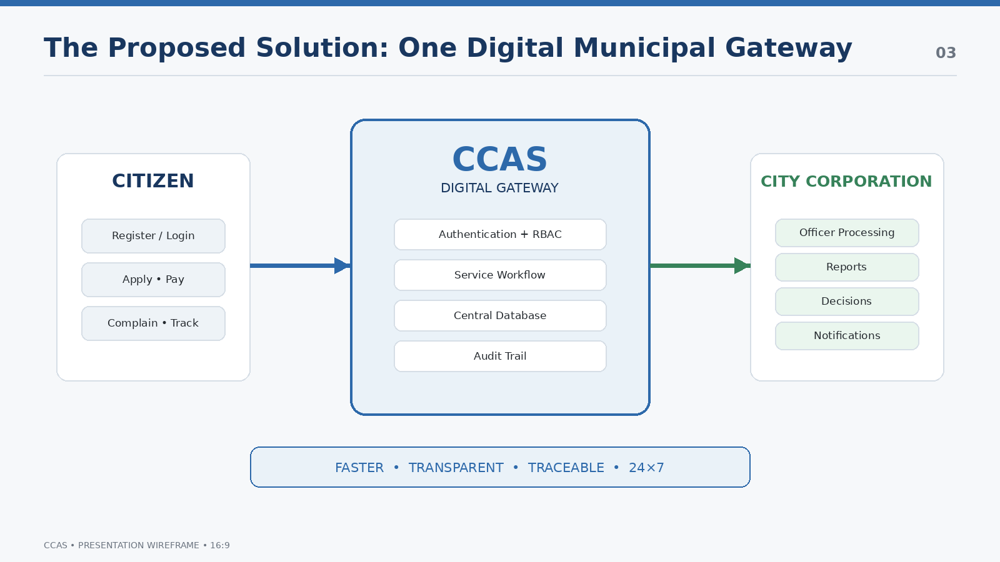 The Proposed Solution: One Digital Municipal Gateway
03
CITIZEN
Register / Login
Apply • Pay
Complain • Track
CCAS
DIGITAL GATEWAY
Authentication + RBAC
Service Workflow
Central Database
Audit Trail
CITY CORPORATION
Officer Processing
Reports
Decisions
Notifications
FASTER • TRANSPARENT • TRACEABLE • 24×7
CCAS • PRESENTATION WIREFRAME • 16:9